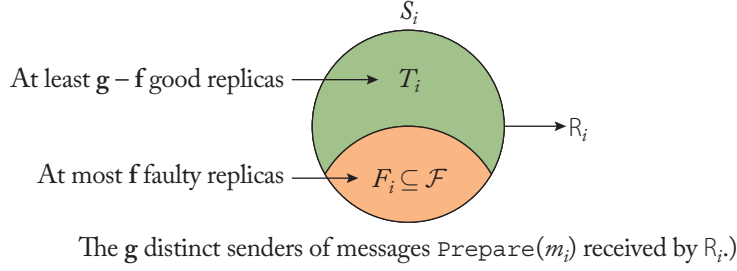 S_i
At least g – f good replicas
T_i
R_i
At most f faulty replicas
F_i ⊆ ℱ
The g distinct senders of messages Prepare(m_i) received by R_i.)